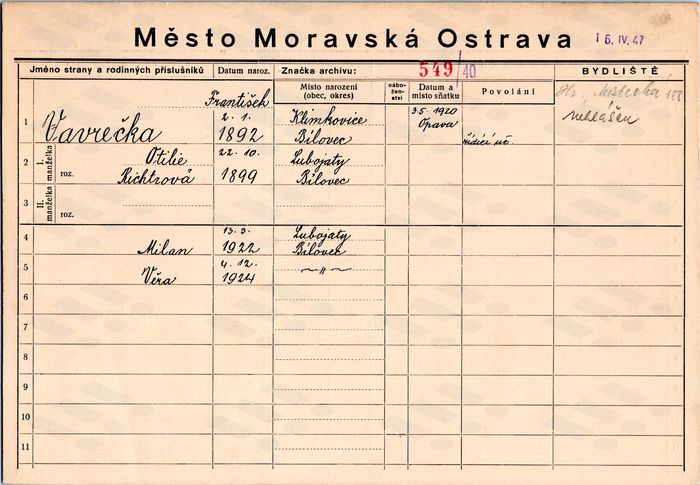 Město Moravská Ostrava 16. IV. 47
Jméno strany a rodinných příslušníků Datum naroz. Značka archivu: 549/40 BYDLIŠTĚ
Místo narození (obec, okres) nábo-ženství Datum a místo sňatku Povolání
1 Vavrečka František 2. 1. 1892 Klimkovice Bílovec 3.5. 1920 Opava řídící uč. 
nehlášen
2 I. manželka Otilie roz. Richtrová 22. 10. 1899 Lubojaty Bílovec
3 II. manželka roz.
4 Milan 13. 3. 1922 Lubojaty Bílovec
5 Věra 4. 12. 1924 —„—
6
7
8
9
10
11